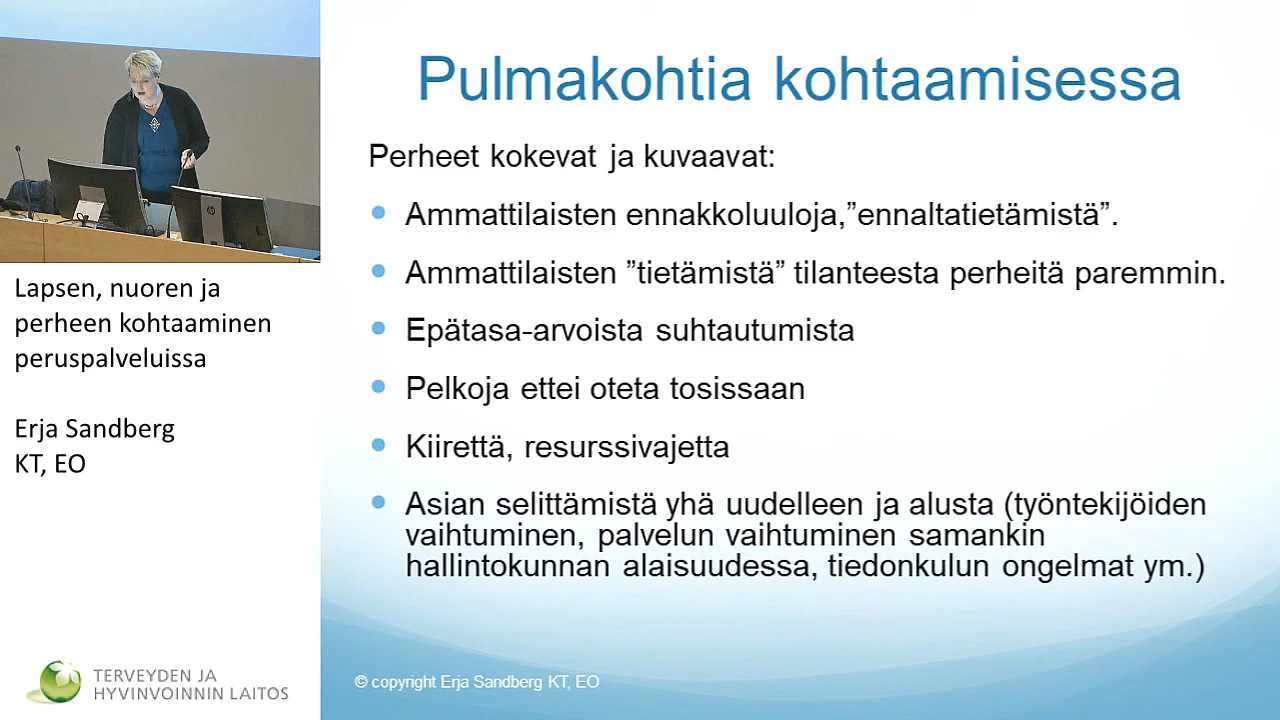 Pulmakohtia kohtaamisessa
Perheet kokevat ja kuvaavat:
Ammattilaisten ennakkoluuloja,”ennaltatietämistä”.
Ammattilaisten ”tietämistä” tilanteesta perheitä paremmin.
Epätasa-arvoista suhtautumista
Pelkoja ettei oteta tosissaan
Kiirettä, resurssivajetta
Asian selittämistä yhä uudelleen ja alusta (työntekijöiden
vaihtuminen, palvelun vaihtuminen samankin
hallintokunnan alaisuudessa, tiedonkulun ongelmat ym.)
© copyright Erja Sandberg KT, EO
Lapsen, nuoren ja
perheen kohtaaminen
peruspalveluissa
Erja Sandberg
KT, EO
TERVEYDEN JA
HYVINVOINNIN LAITOS